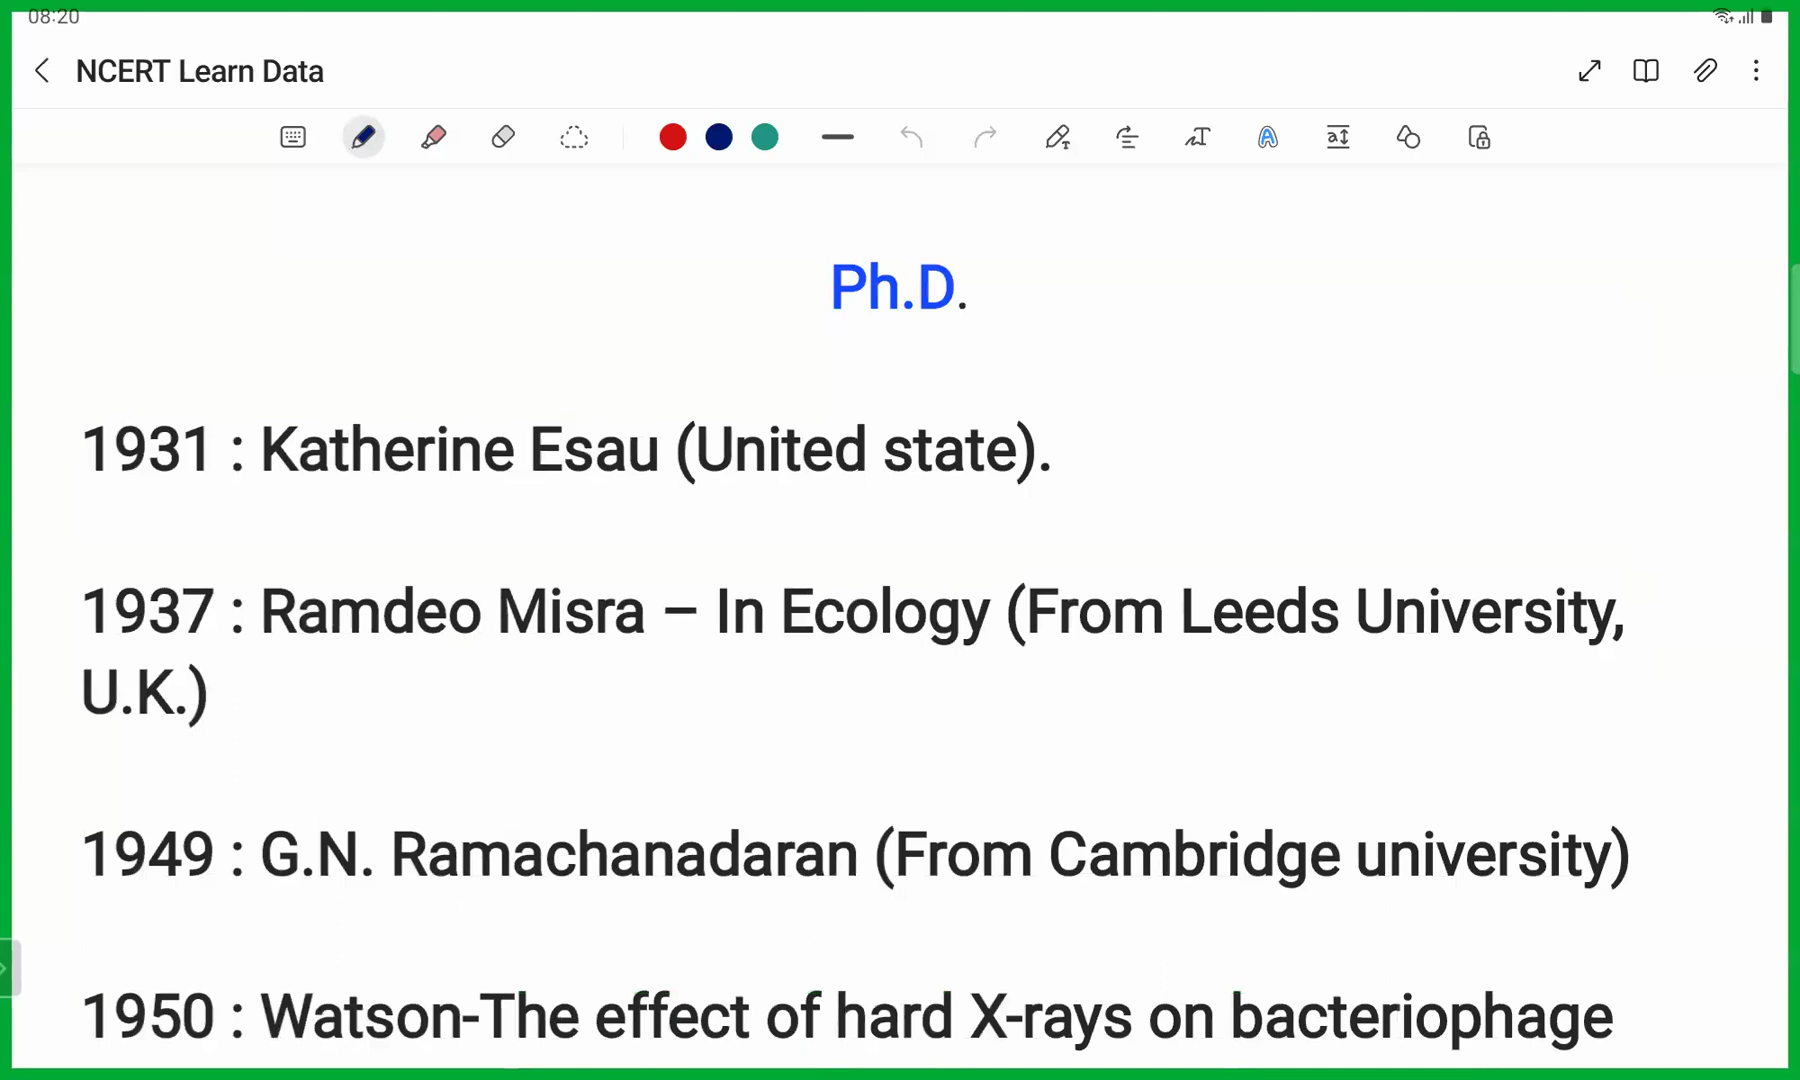 08:20
NCERT Learn Data
Ph.D.
1931 : Katherine Esau (United state).
1937 : Ramdeo Misra – In Ecology (From Leeds University,
U.K.)
1949 : G.N. Ramachanadaran (From Cambridge university)
1950 : Watson-The effect of hard X-rays on bacteriophage